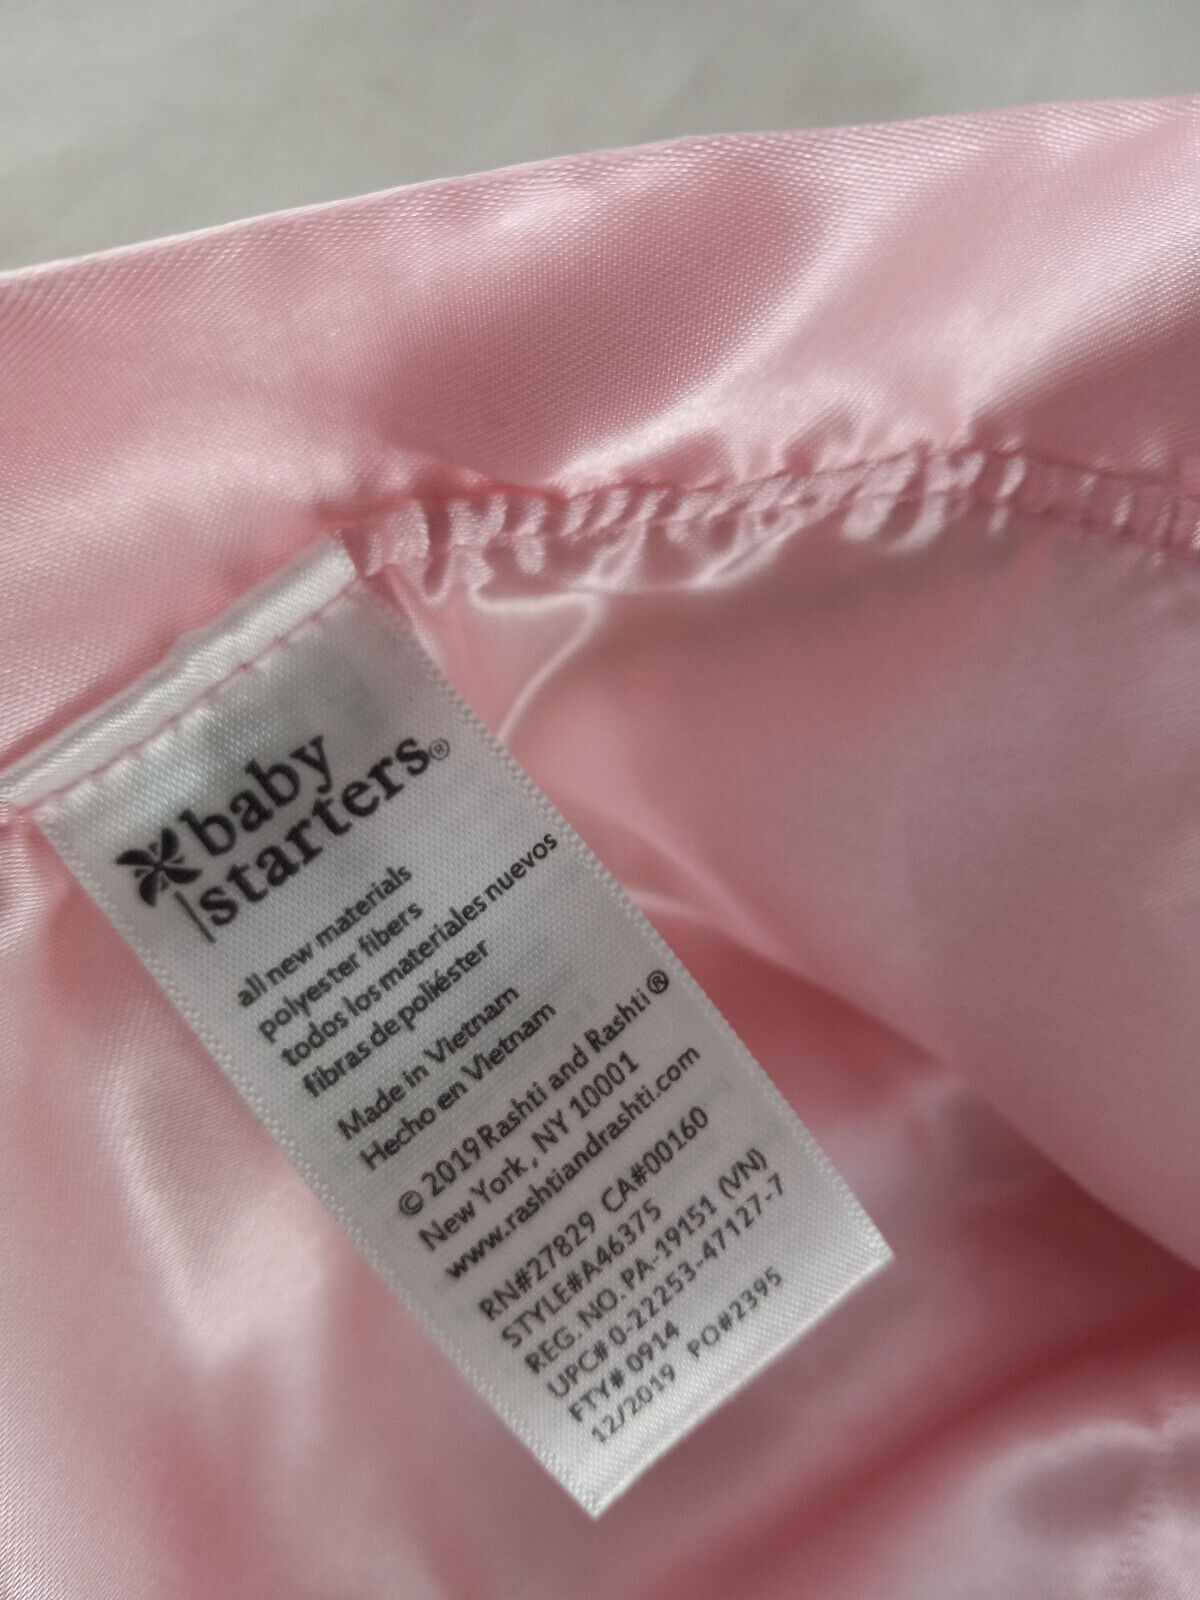 baby
starters®
all new materials
polyester fibers
todos los materiales nuevos
fibras de poliéster
Made in Vietnam
Hecho en Vietnam
© 2019 Rashti and Rashti ®
New York, NY 10001
www.rashtiandrashti.com
RN#27829 CA#00160
STYLE#A46375
REG. NO. PA-19151 (VN)
UPC# 0-22253-47127-7
FTY# 0914
12/2019 PO#2395